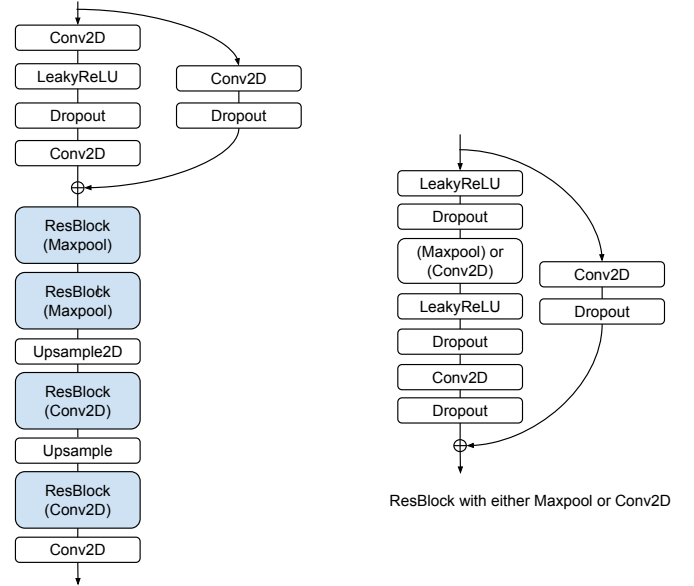 Conv2D
LeakyReLU
Dropout
Conv2D
Conv2D
Dropout
ResBlock
(Maxpool)
ResBlock
(Maxpool)
Upsample2D
ResBlock
(Conv2D)
Upsample
ResBlock
(Conv2D)
Conv2D
LeakyReLU
Dropout
(Maxpool) or
(Conv2D)
LeakyReLU
Dropout
Conv2D
Dropout
Conv2D
Dropout
ResBlock with either Maxpool or Conv2D